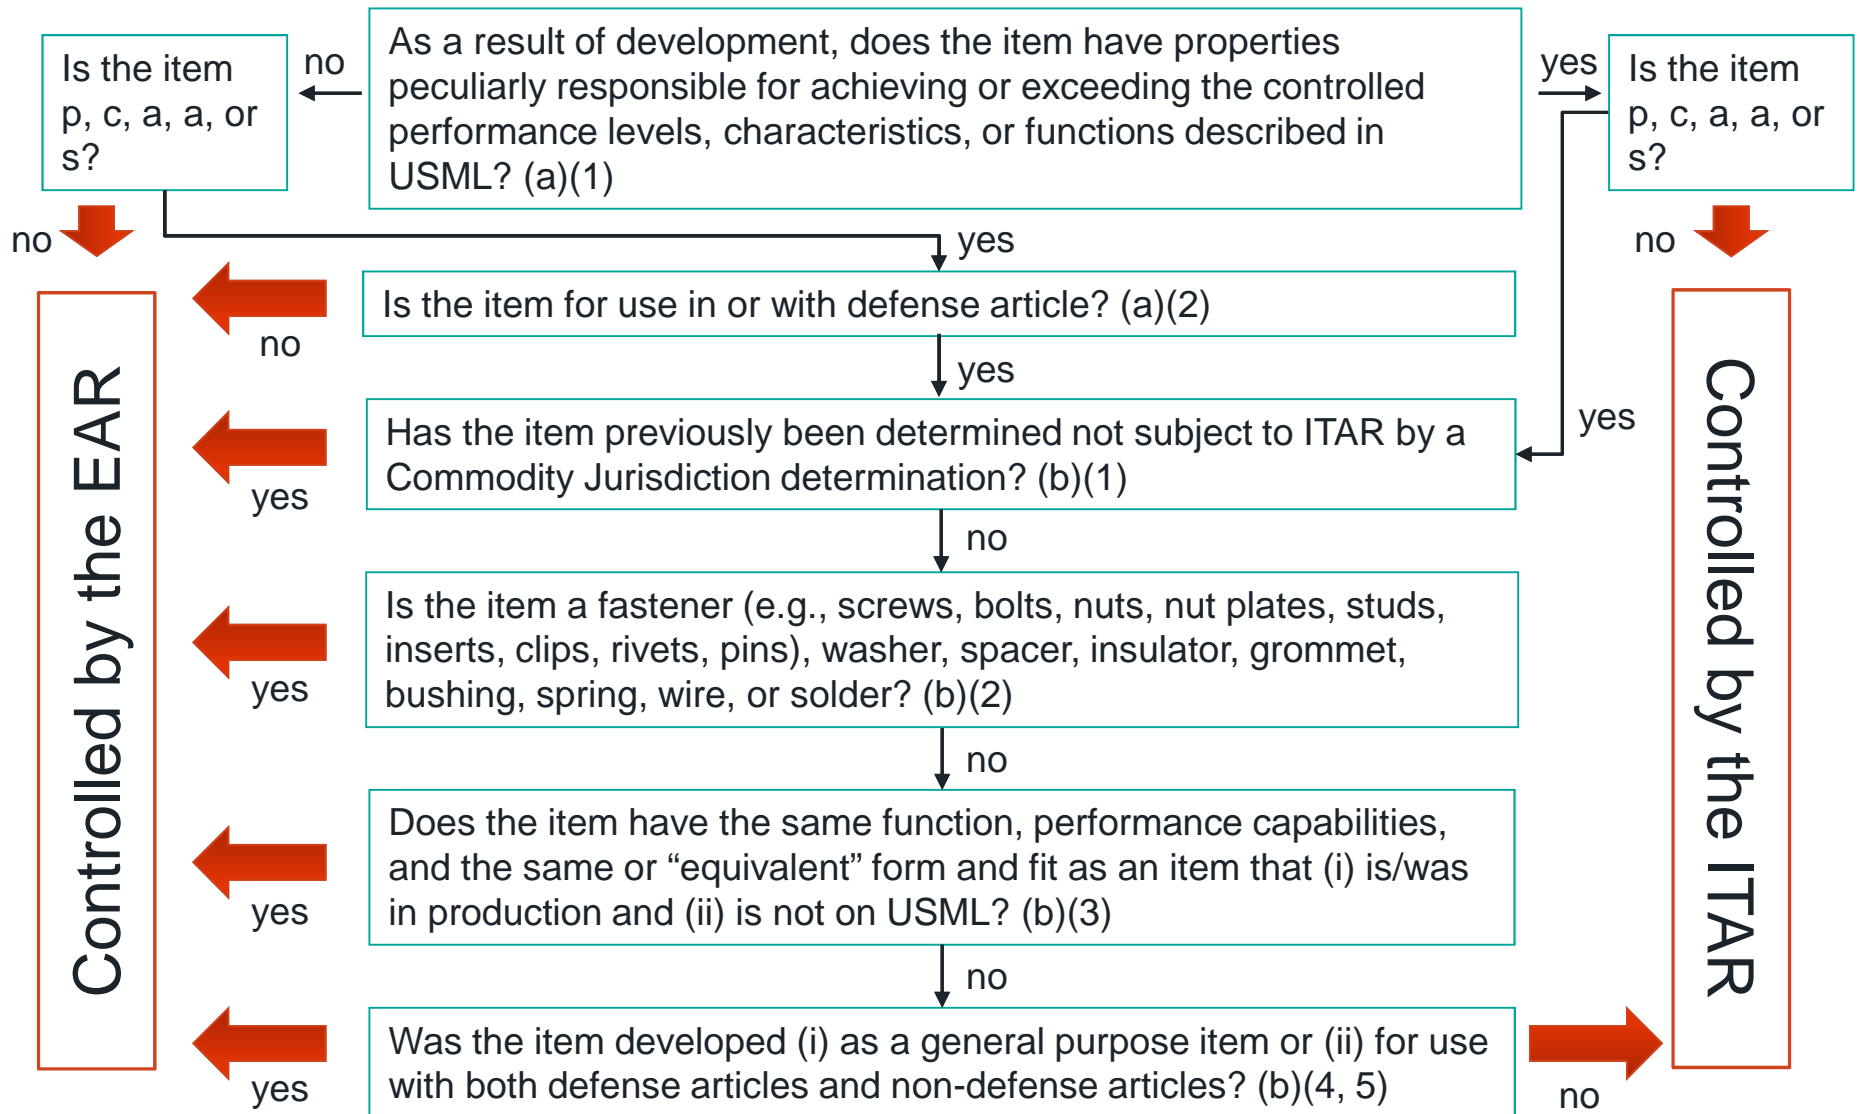 Is the item
p, c, a, a, or
s?
no
As a result of development, does the item have properties
peculiarly responsible for achieving or exceeding the controlled
performance levels, characteristics, or functions described in
USML? (a)(1)
yes
Is the item
p, c, a, a, or
s?
no
yes
no
Is the item for use in or with defense article? (a)(2)
no
yes
Has the item previously been determined not subject to ITAR by a
Commodity Jurisdiction determination? (b)(1)
yes
yes
no
Is the item a fastener (e.g., screws, bolts, nuts, nut plates, studs,
inserts, clips, rivets, pins), washer, spacer, insulator, grommet,
bushing, spring, wire, or solder? (b)(2)
yes
no
Does the item have the same function, performance capabilities,
and the same or “equivalent” form and fit as an item that (i) is/was
in production and (ii) is not on USML? (b)(3)
yes
no
Was the item developed (i) as a general purpose item or (ii) for use
with both defense articles and non-defense articles? (b)(4, 5)
yes
no
Controlled by the EAR
Controlled by the ITAR